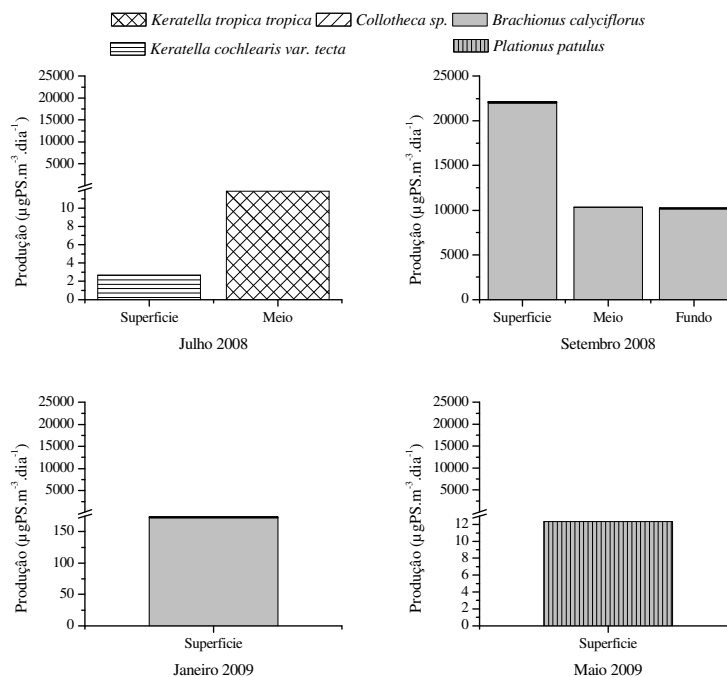 Keratella tropica tropica Collotheca sp. Brachionus calyciflorus
Keratella cochlearis var. tecta Plationus patulus
Produção (µgPS.m⁻³.dia⁻¹)
25000
20000
15000
10000
5000
10
8
6
4
2
0
Superficie Meio
Julho 2008
Produção (µgPS.m⁻³.dia⁻¹)
25000
20000
15000
10000
5000
0
Superficie Meio Fundo
Setembro 2008
Produção (µgPS.m⁻³.dia⁻¹)
25000
20000
15000
10000
5000
150
100
50
0
Superficie
Janeiro 2009
Produção (µgPS.m⁻³.dia⁻¹)
25000
20000
15000
10000
5000
12
10
8
6
4
2
0
Superficie
Maio 2009